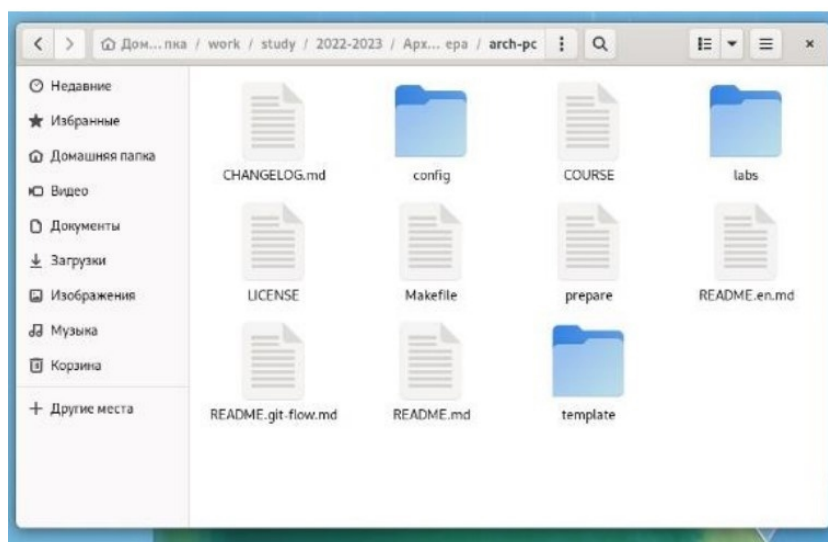 Дом…пка / work / study / 2022-2023 / Арх… ера / arch-pc
Недавние
Избранные
Домашняя папка
Видео
Документы
Загрузки
Изображения
Музыка
Корзина
+ Другие места
CHANGELOG.md config COURSE labs
LICENSE Makefile prepare README.en.md
README.git-flow.md README.md template